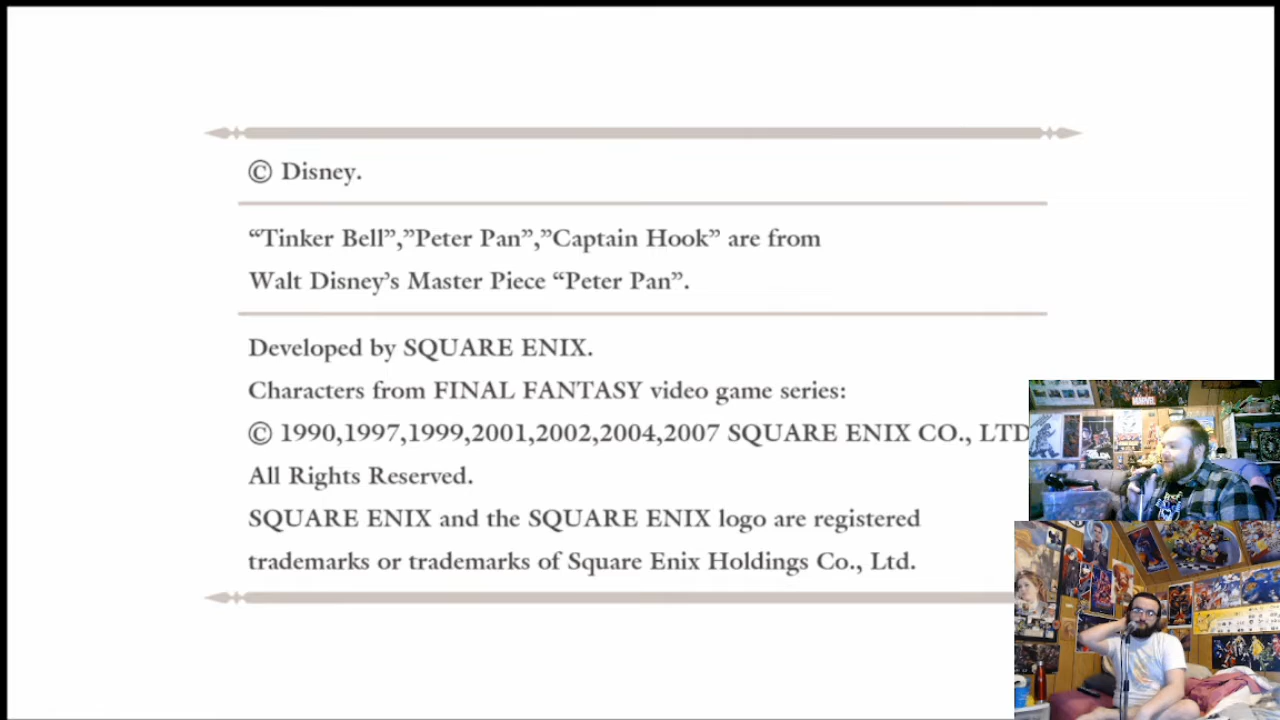 © Disney.
“Tinker Bell”,”Peter Pan”,”Captain Hook” are from
Walt Disney’s Master Piece “Peter Pan”.
Developed by SQUARE ENIX.
Characters from FINAL FANTASY video game series:
© 1990,1997,1999,2001,2002,2004,2007 SQUARE ENIX CO., LTD
All Rights Reserved.
SQUARE ENIX and the SQUARE ENIX logo are registered
trademarks or trademarks of Square Enix Holdings Co., Ltd.
MARVEL